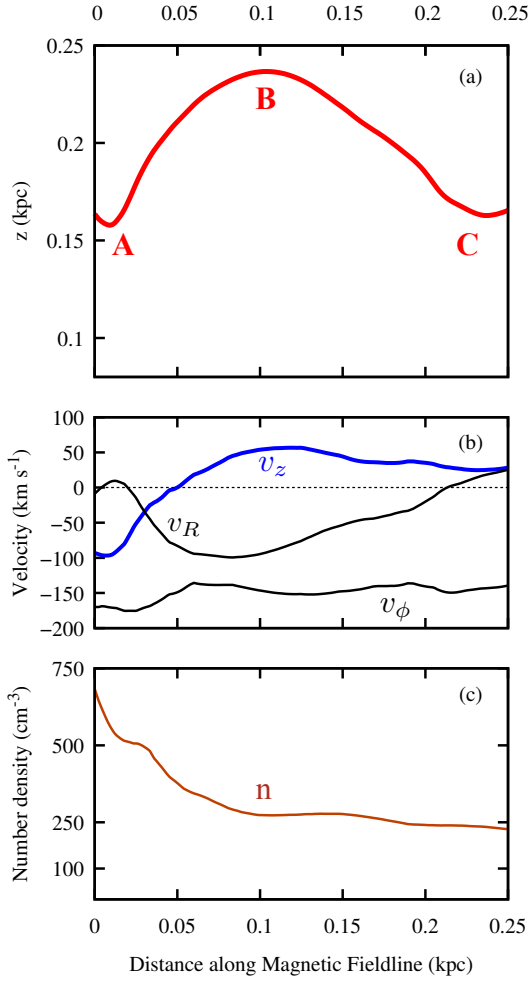 0 0.05 0.1 0.15 0.2 0.25
0.25
(a)
B
0.2
z (kpc)
0.15
A C
0.1
100
(b)
50
v_z
0
Velocity (km s⁻¹)
−50
v_R
−100
−150
v_ϕ
−200
750
(c)
500
Number density (cm⁻³)
n
250
100
0 0.05 0.1 0.15 0.2 0.25
Distance along Magnetic Fieldline (kpc)